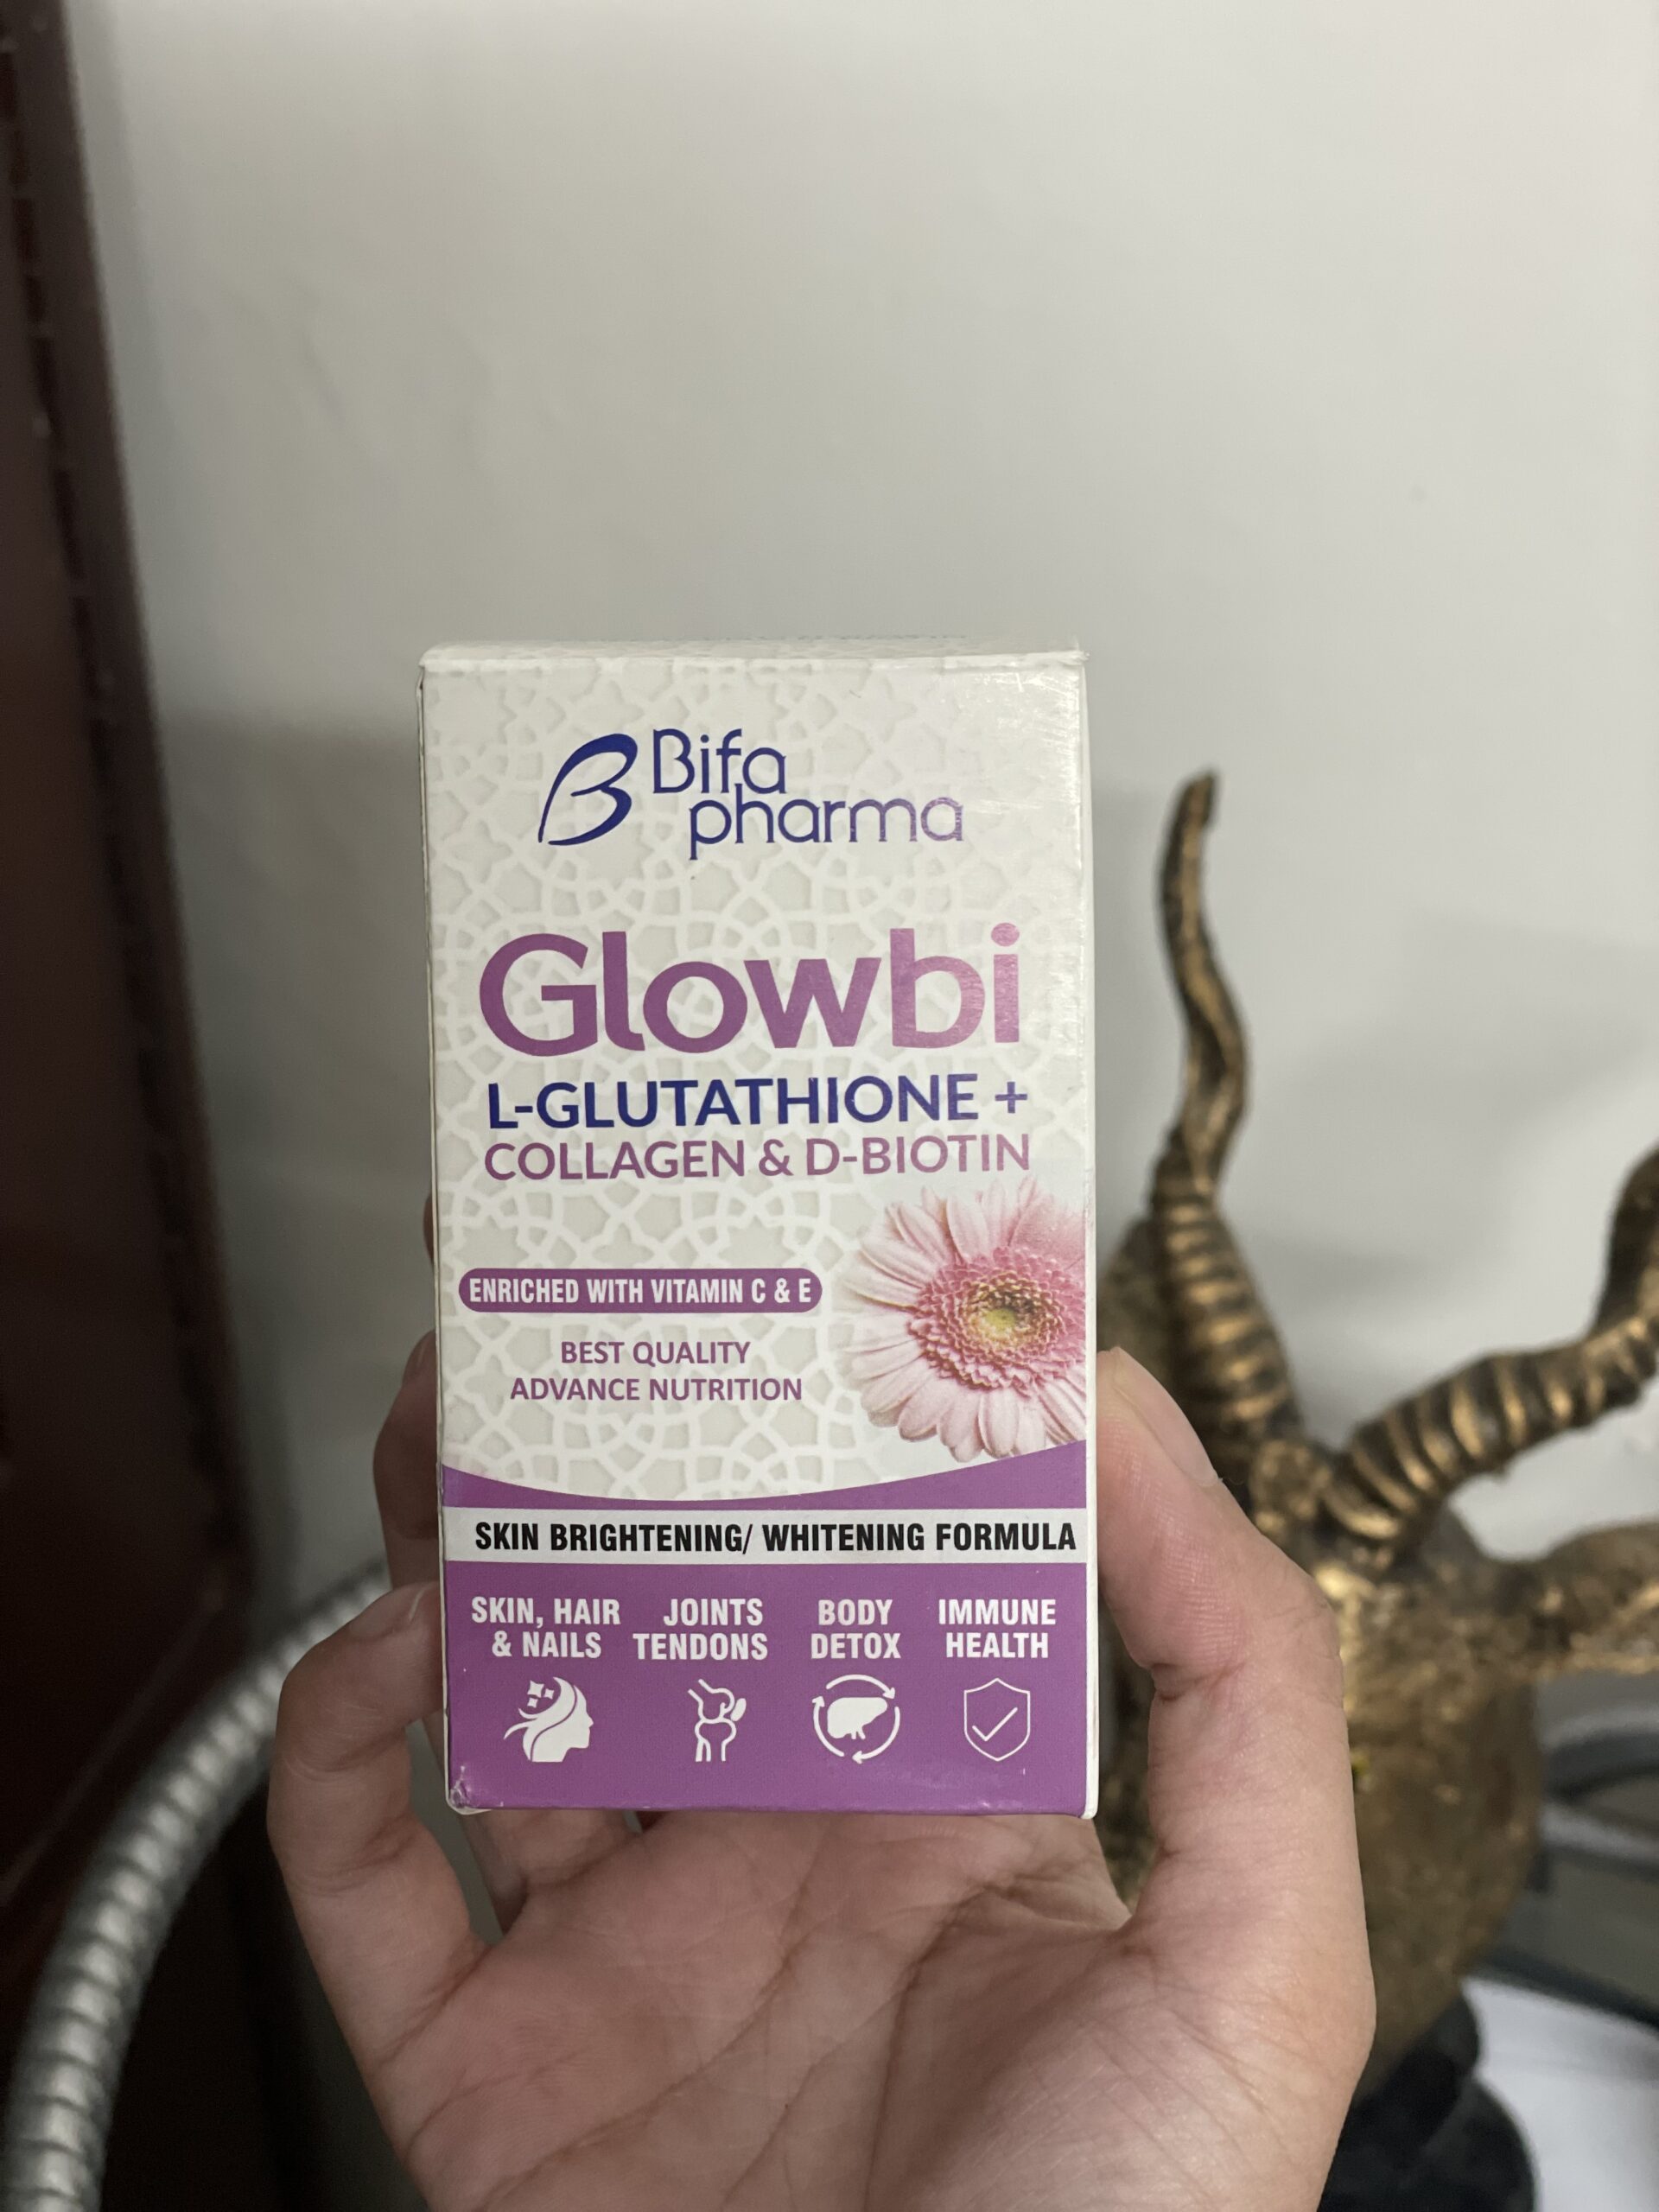 Bifa
pharma
Glowbi
L-GLUTATHIONE +
COLLAGEN & D-BIOTIN
ENRICHED WITH VITAMIN C & E
BEST QUALITY
ADVANCE NUTRITION
SKIN BRIGHTENING/ WHITENING FORMULA
SKIN, HAIR
& NAILS
JOINTS
TENDONS
BODY
DETOX
IMMUNE
HEALTH